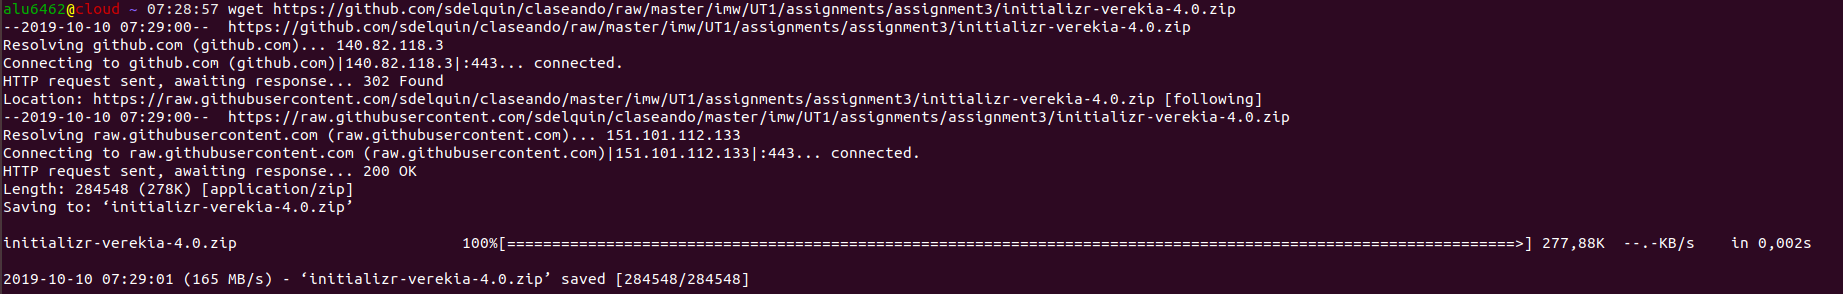 alu6462@cloud ~ 07:28:57 wget https://github.com/sdelquin/claseando/raw/master/imw/UT1/assignments/assignment3/initializr-verekia-4.0.zip
--2019-10-10 07:29:00--  https://github.com/sdelquin/claseando/raw/master/imw/UT1/assignments/assignment3/initializr-verekia-4.0.zip
Resolving github.com (github.com)... 140.82.118.3
Connecting to github.com (github.com)|140.82.118.3|:443... connected.
HTTP request sent, awaiting response... 302 Found
Location: https://raw.githubusercontent.com/sdelquin/claseando/master/imw/UT1/assignments/assignment3/initializr-verekia-4.0.zip [following]
--2019-10-10 07:29:00--  https://raw.githubusercontent.com/sdelquin/claseando/master/imw/UT1/assignments/assignment3/initializr-verekia-4.0.zip
Resolving raw.githubusercontent.com (raw.githubusercontent.com)... 151.101.112.133
Connecting to raw.githubusercontent.com (raw.githubusercontent.com)|151.101.112.133|:443... connected.
HTTP request sent, awaiting response... 200 OK
Length: 284548 (278K) [application/zip]
Saving to: ‘initializr-verekia-4.0.zip’
initializr-verekia-4.0.zip 100%[================================================================================================================>] 277,88K  --.-KB/s    in 0,002s
2019-10-10 07:29:01 (165 MB/s) - ‘initializr-verekia-4.0.zip’ saved [284548/284548]